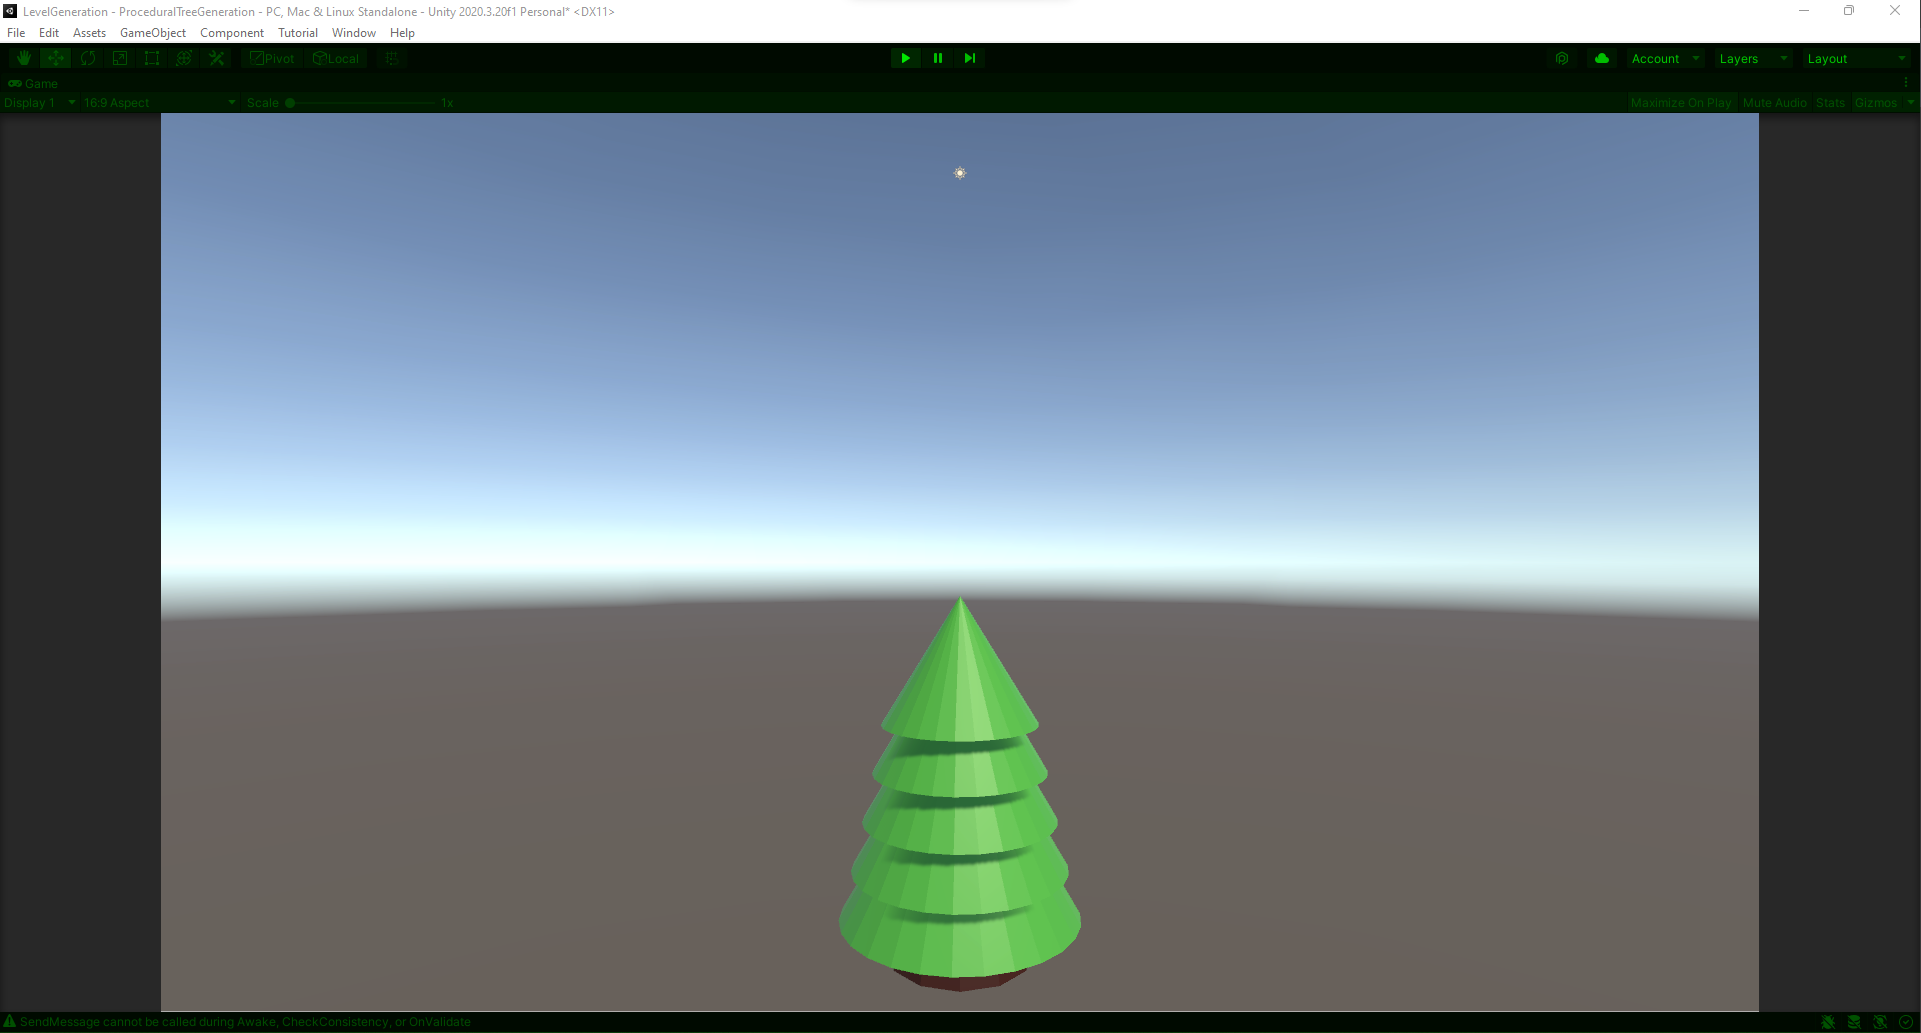 LevelGeneration - ProceduralTreeGeneration - PC, Mac & Linux Standalone - Unity 2020.3.20f1 Personal* <DX11>
File Edit Assets GameObject Component Tutorial Window Help
Pivot Local Account Layers Layout
Game
Display 1 16:9 Aspect Scale 1x Maximize On Play Mute Audio Stats Gizmos
SendMessage cannot be called during Awake, CheckConsistency, or OnValidate